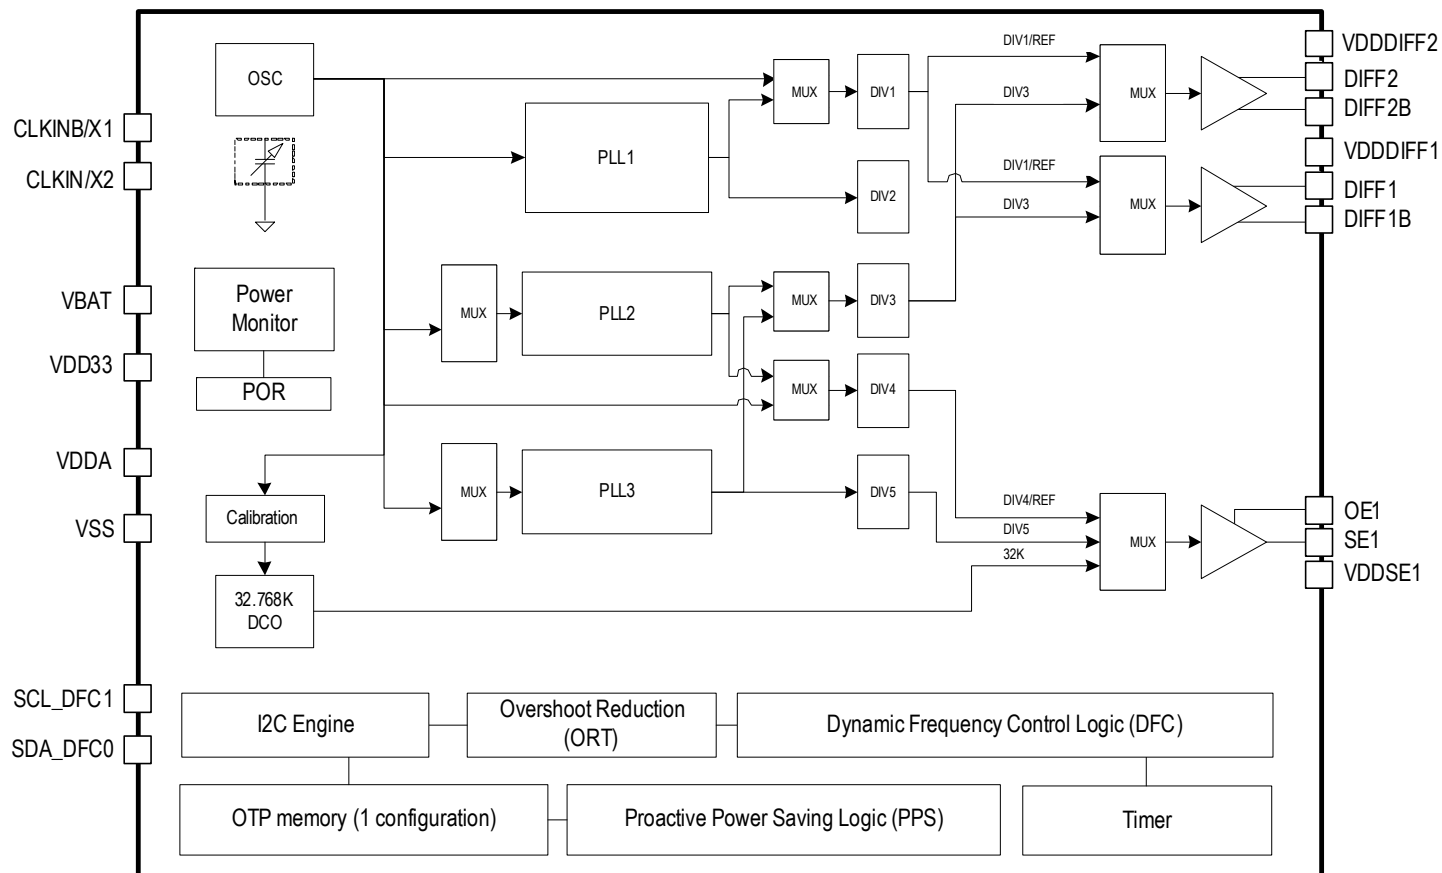 VDDDIFF2
DIV1/REF
OSC
DIFF2
MUX
DIV1
DIV3
MUX
DIFF2B
CLKINB/X1
PLL1
VDDDIFF1
DIV1/REF
CLKIN/X2
DIFF1
DIV2
DIV3
MUX
DIFF1B
VBAT
Power
Monitor
MUX
PLL2
MUX
DIV3
VDD33
POR
MUX
DIV4
VDDA
MUX
PLL3
DIV5
DIV4/REF
OE1
VSS
Calibration
DIV5
MUX
SE1
32K
VDDSE1
32.768K
DCO
SCL_DFC1
I2C Engine
Overshoot Reduction
(ORT)
Dynamic Frequency Control Logic (DFC)
SDA_DFC0
OTP memory (1 configuration)
Proactive Power Saving Logic (PPS)
Timer